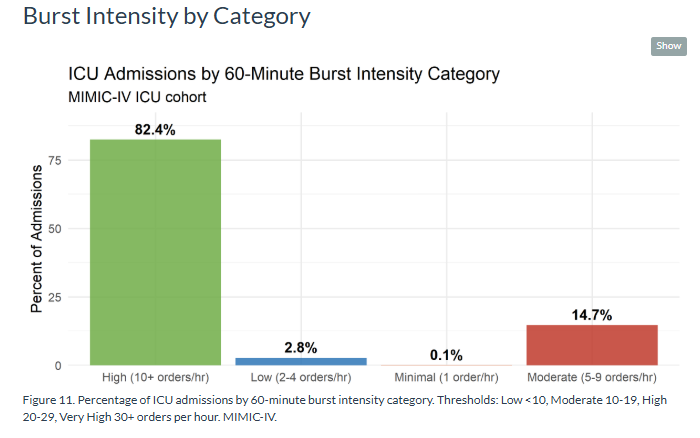 Burst Intensity by Category
Show
ICU Admissions by 60-Minute Burst Intensity Category
MIMIC-IV ICU cohort
82.4%
75
50
25
0
Percent of Admissions
2.8%
0.1%
14.7%
High (10+ orders/hr)
Low (2-4 orders/hr)
Minimal (1 order/hr)
Moderate (5-9 orders/hr)
Figure 11. Percentage of ICU admissions by 60-minute burst intensity category. Thresholds: Low <10, Moderate 10-19, High
20-29, Very High 30+ orders per hour. MIMIC-IV.